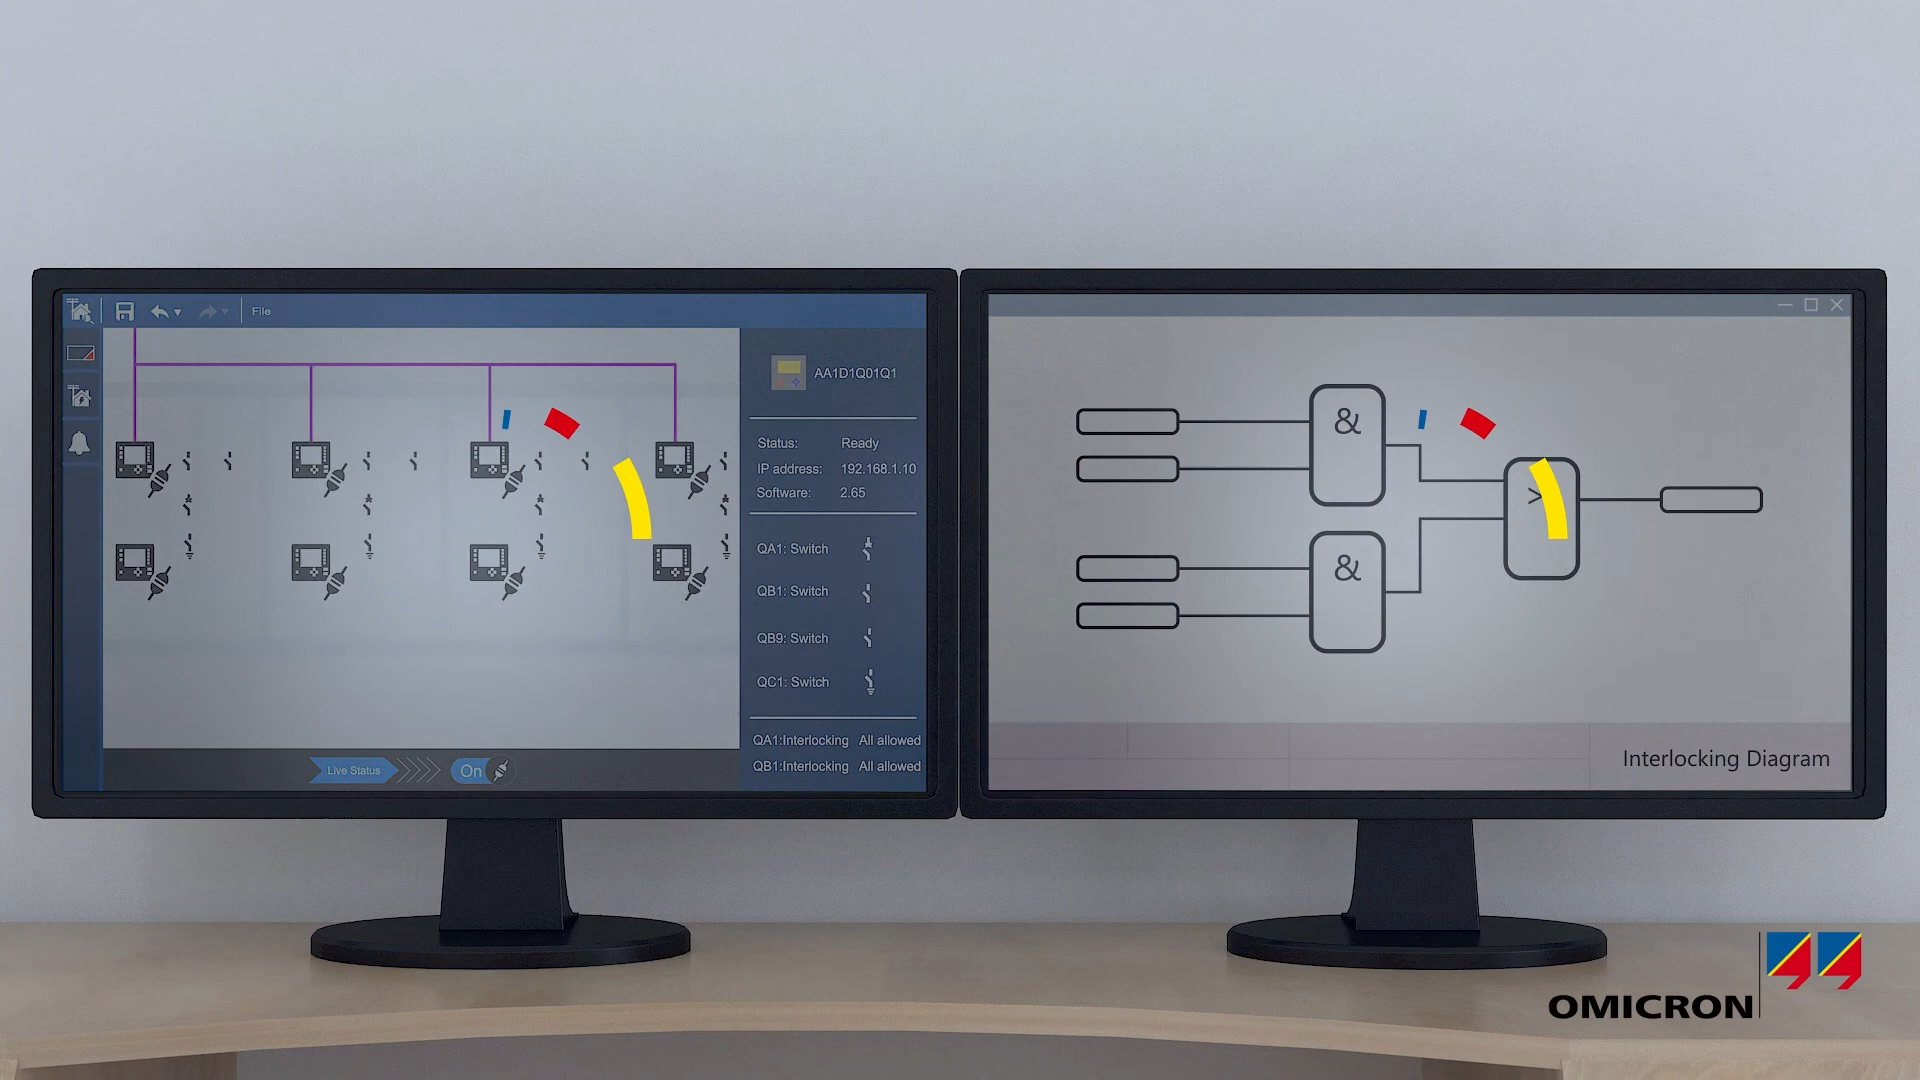 File
AA1D1Q01Q1
Status: Ready
IP address: 192.168.1.10
Software: 2.65
QA1: Switch
QB1: Switch
QB9: Switch
QC1: Switch
QA1:Interlocking All allowed
QB1:Interlocking All allowed
Live Status
On
&
&
>
Interlocking Diagram
OMICRON